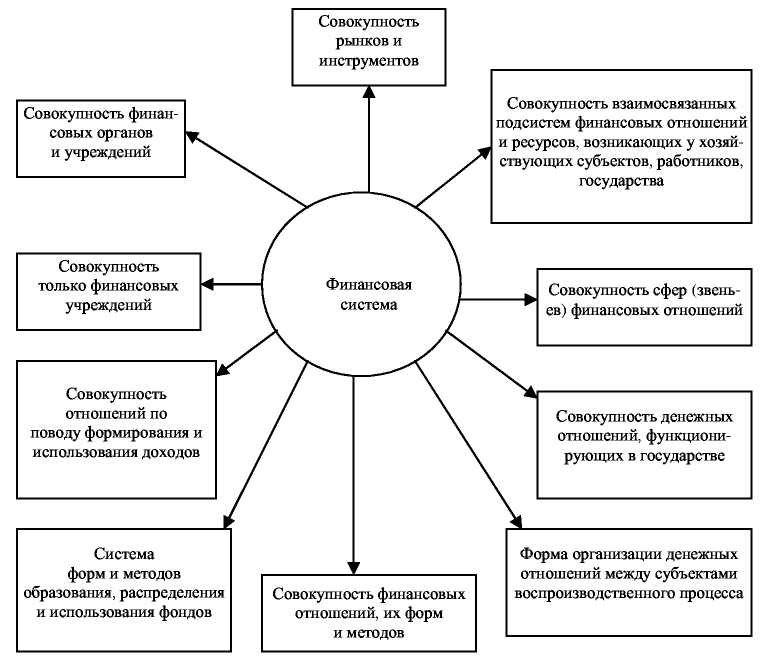 Совокупность
рынков и
инструментов
Совокупность финан-
совых органов
и учреждений
Совокупность взаимосвязанных
подсистем финансовых отношений
и ресурсов, возникающих у хозяй-
ствующих субъектов, работников,
государства
Совокупность
только финансовых
учреждений
Финансовая
система
Совокупность сфер (звень-
ев) финансовых отношений
Совокупность
отношений по
поводу формирования и
использования доходов
Совокупность денежных
отношений, функциони-
рующих в государстве
Система
форм и методов
образования, распределения
и использования фондов
Совокупность финансовых
отношений, их форм
и методов
Форма организации денежных
отношений между субъектами
воспроизводственного процесса